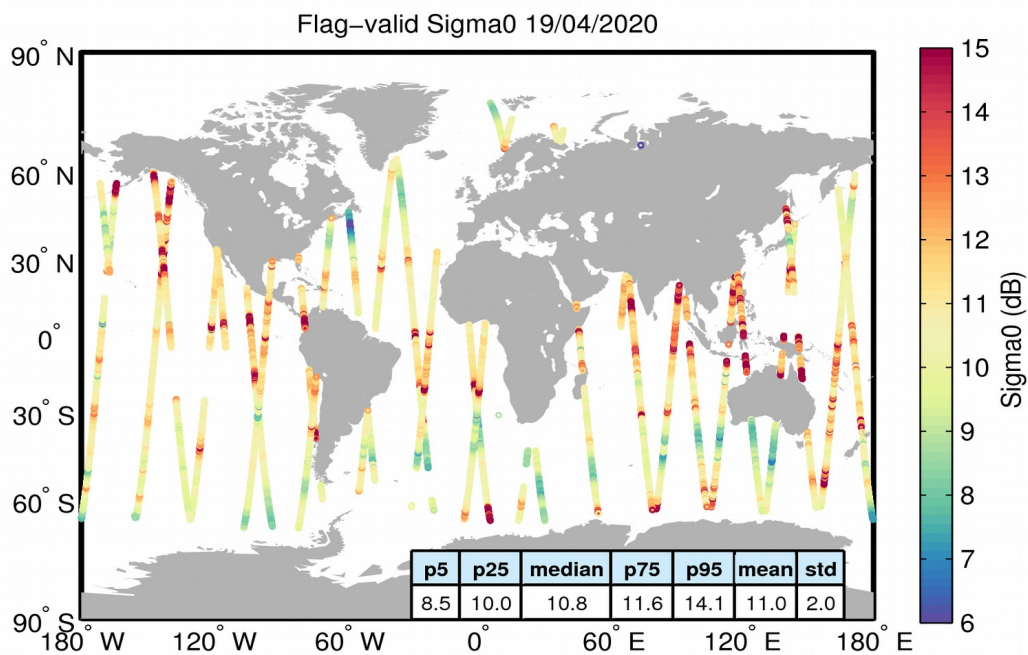 Flag−valid Sigma0 19/04/2020
90° N
60° N
30° N
0°
30° S
60° S
90° S
180° W
120° W
60° W
0°
60° E
120° E
180° E
p5 p25 median p75 p95 mean std
8.5 10.0 10.8 11.6 14.1 11.0 2.0
15
14
13
12
11
10
9
8
7
6
Sigma0 (dB)